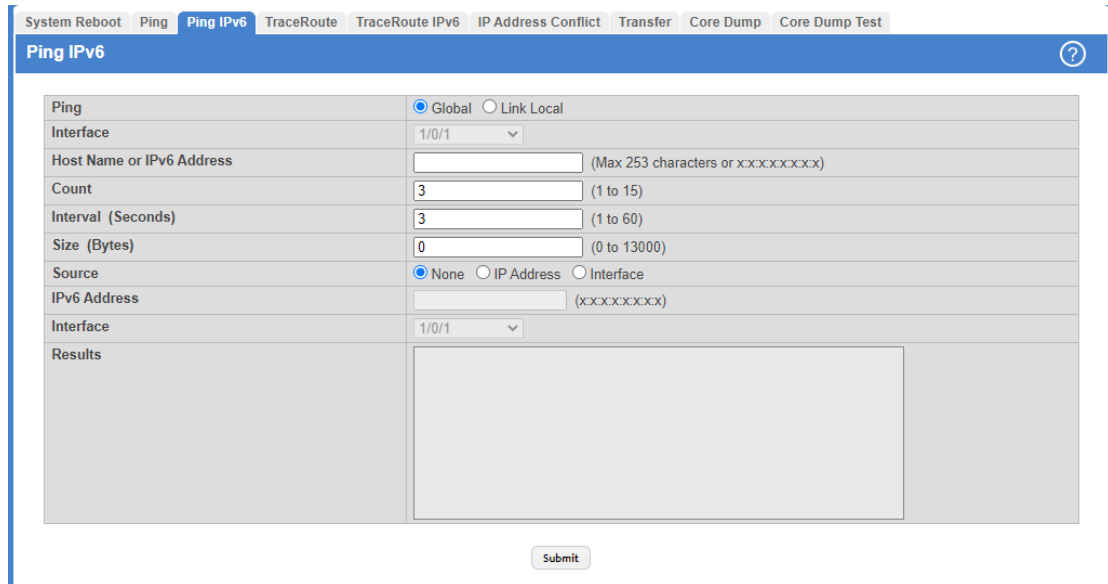 System Reboot Ping Ping IPv6 TraceRoute TraceRoute IPv6 IP Address Conflict Transfer Core Dump Core Dump Test
Ping IPv6 ?
Ping Global Link Local
Interface 1/0/1
Host Name or IPv6 Address (Max 253 characters or x:x:x:x:x:x:x:x)
Count 3 (1 to 15)
Interval (Seconds) 3 (1 to 60)
Size (Bytes) 0 (0 to 13000)
Source None IP Address Interface
IPv6 Address (x:x:x:x:x:x:x:x)
Interface 1/0/1
Results
Submit